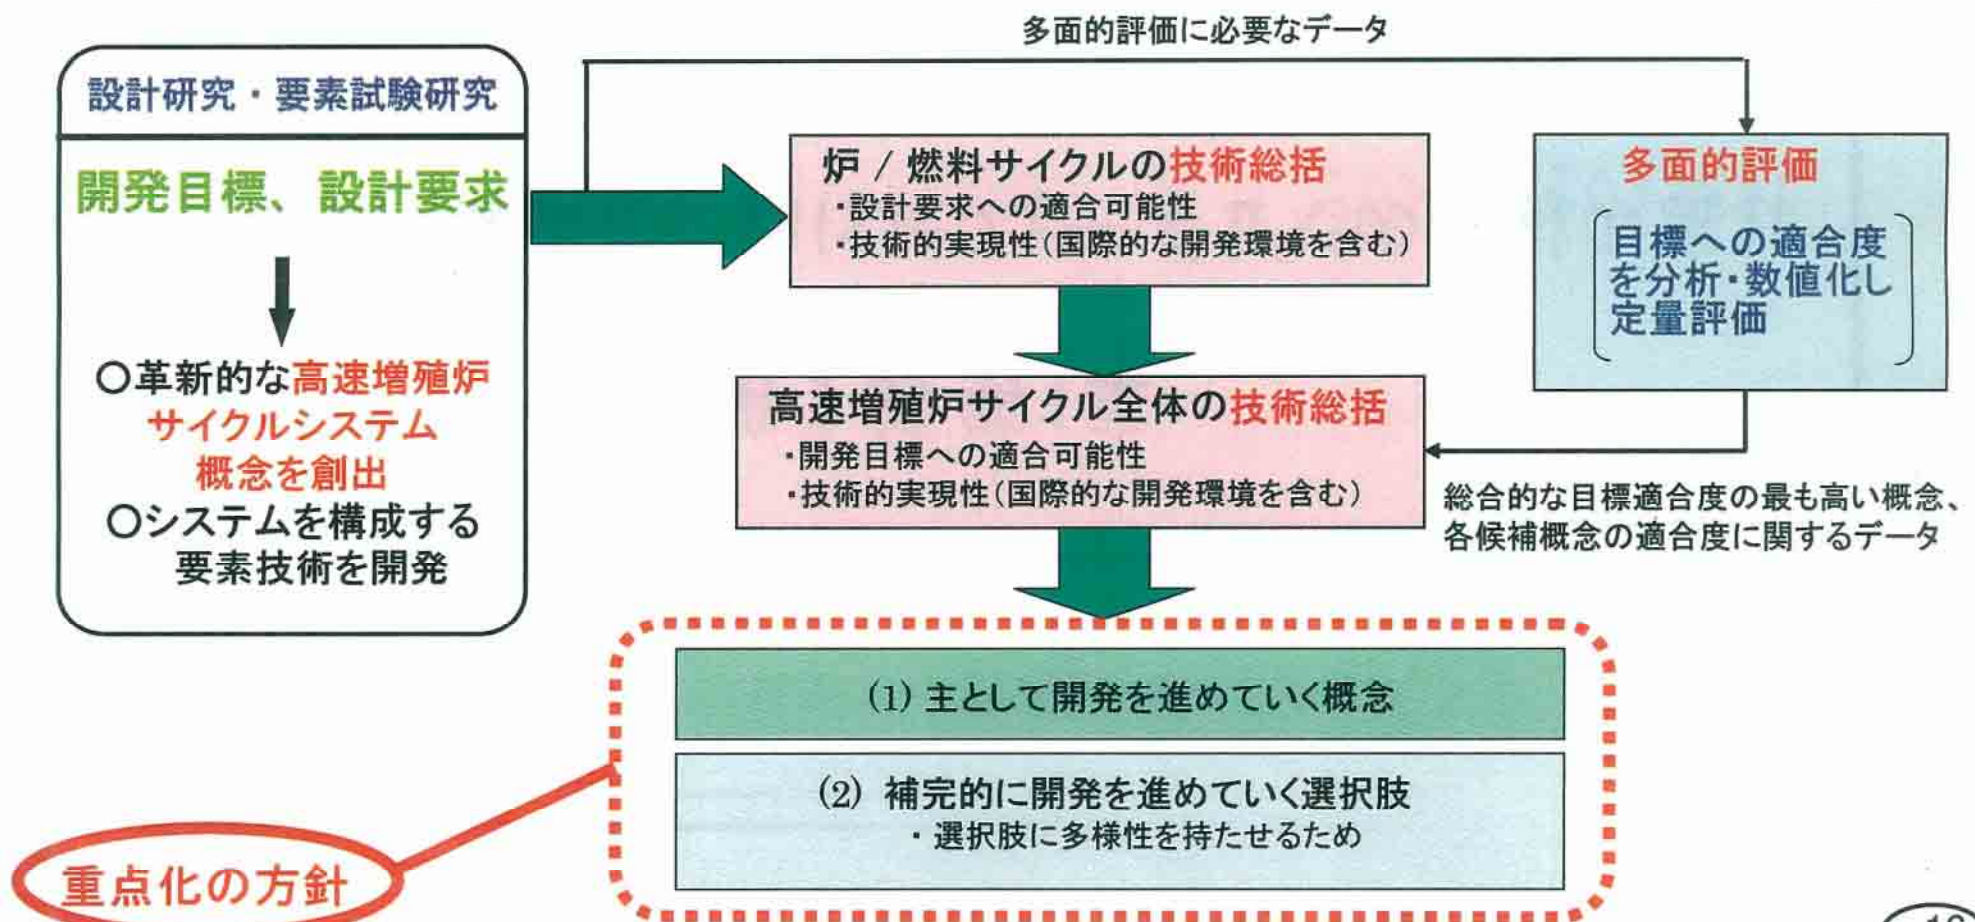 多面的評価に必要なデータ
設計研究・要素試験研究
開発目標、設計要求
○革新的な高速増殖炉
サイクルシステム
概念を創出
○システムを構成する
要素技術を開発
炉 / 燃料サイクルの技術総括
・設計要求への適合可能性
・技術的実現性(国際的な開発環境を含む)
多面的評価
目標への適合度
を分析・数値化し
定量評価
高速増殖炉サイクル全体の技術総括
・開発目標への適合可能性
・技術的実現性(国際的な開発環境を含む)
総合的な目標適合度の最も高い概念、
各候補概念の適合度に関するデータ
(1) 主として開発を進めていく概念
(2) 補完的に開発を進めていく選択肢
・選択肢に多様性を持たせるため
重点化の方針